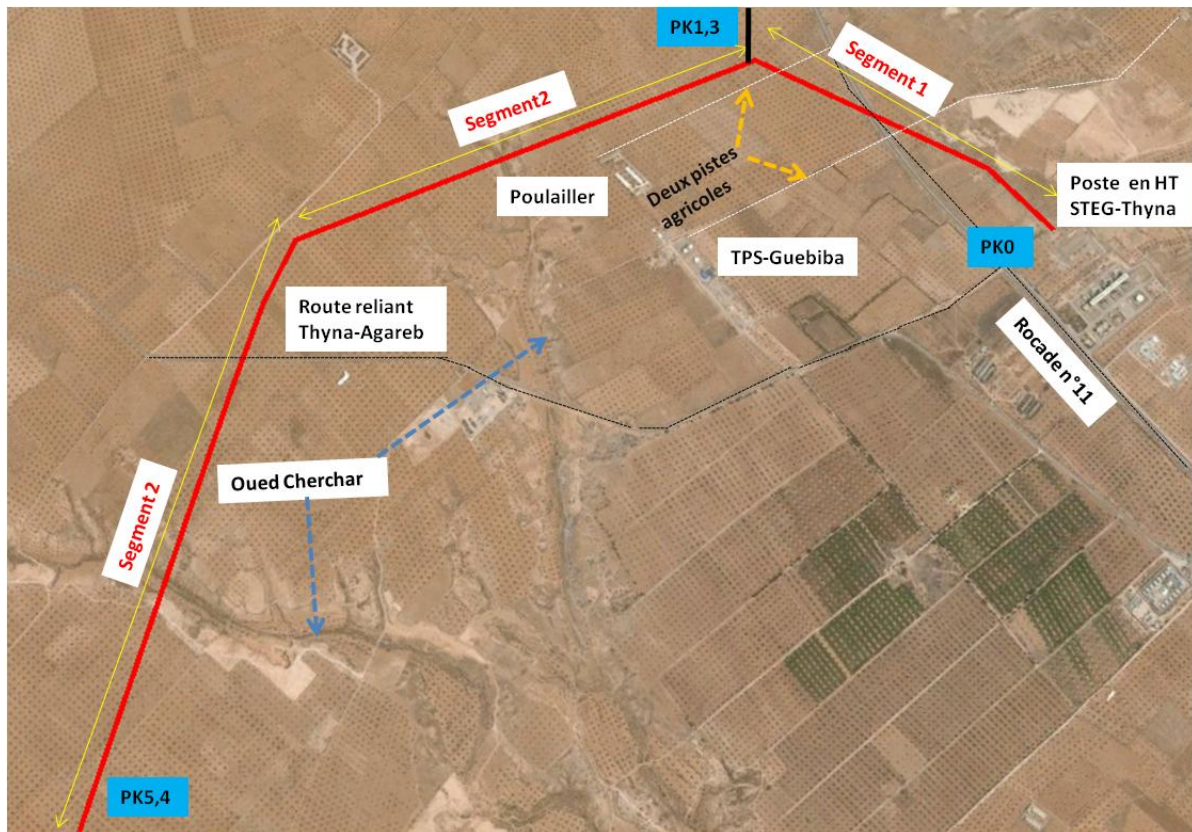 PK1,3
Segment 1
Segment2
Poste en HT
STEG-Thyna
Poulailler
Deux pistes
agricoles
TPS-Guebiba
PK0
Route reliant
Thyna-Agareb
Rocade n°11
Oued Cherchar
Segment 2
PK5,4